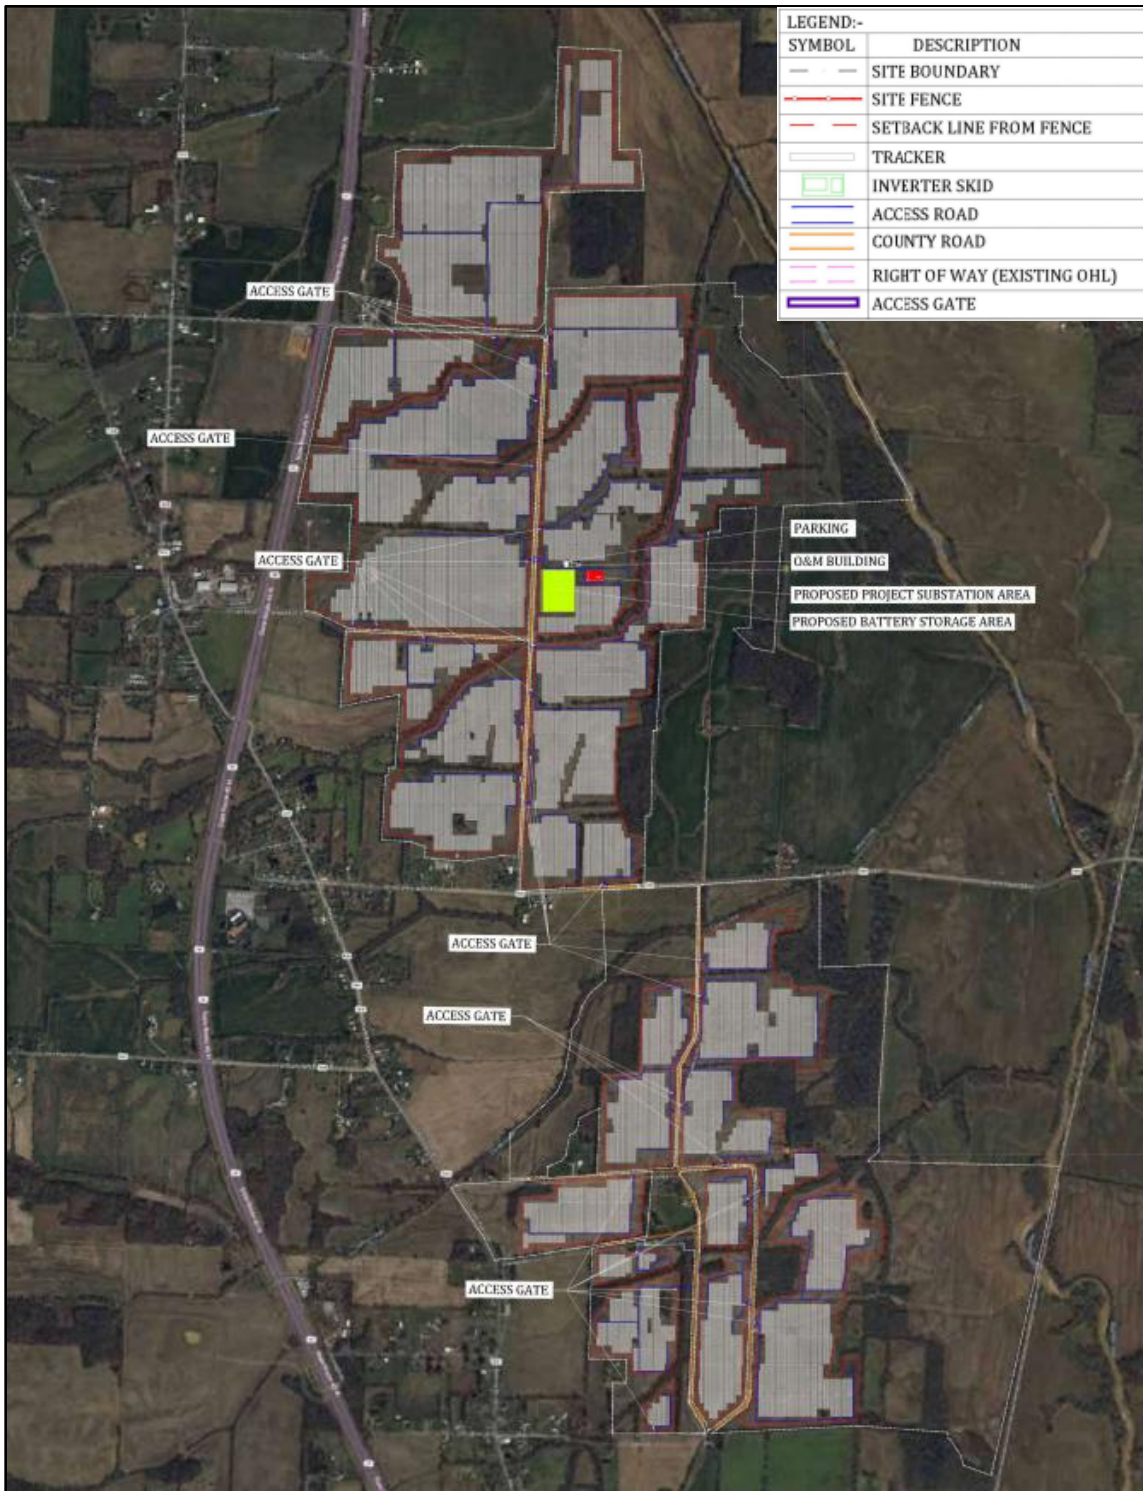 LEGEND:-
SYMBOL DESCRIPTION
SITE BOUNDARY
SITE FENCE
SETBACK LINE FROM FENCE
TRACKER
INVERTER SKID
ACCESS ROAD
COUNTY ROAD
RIGHT OF WAY (EXISTING OHL)
ACCESS GATE
ACCESS GATE
ACCESS GATE
PARKING
ACCESS GATE
O&M BUILDING
PROPOSED PROJECT SUBSTATION AREA
PROPOSED BATTERY STORAGE AREA
ACCESS GATE
ACCESS GATE
ACCESS GATE